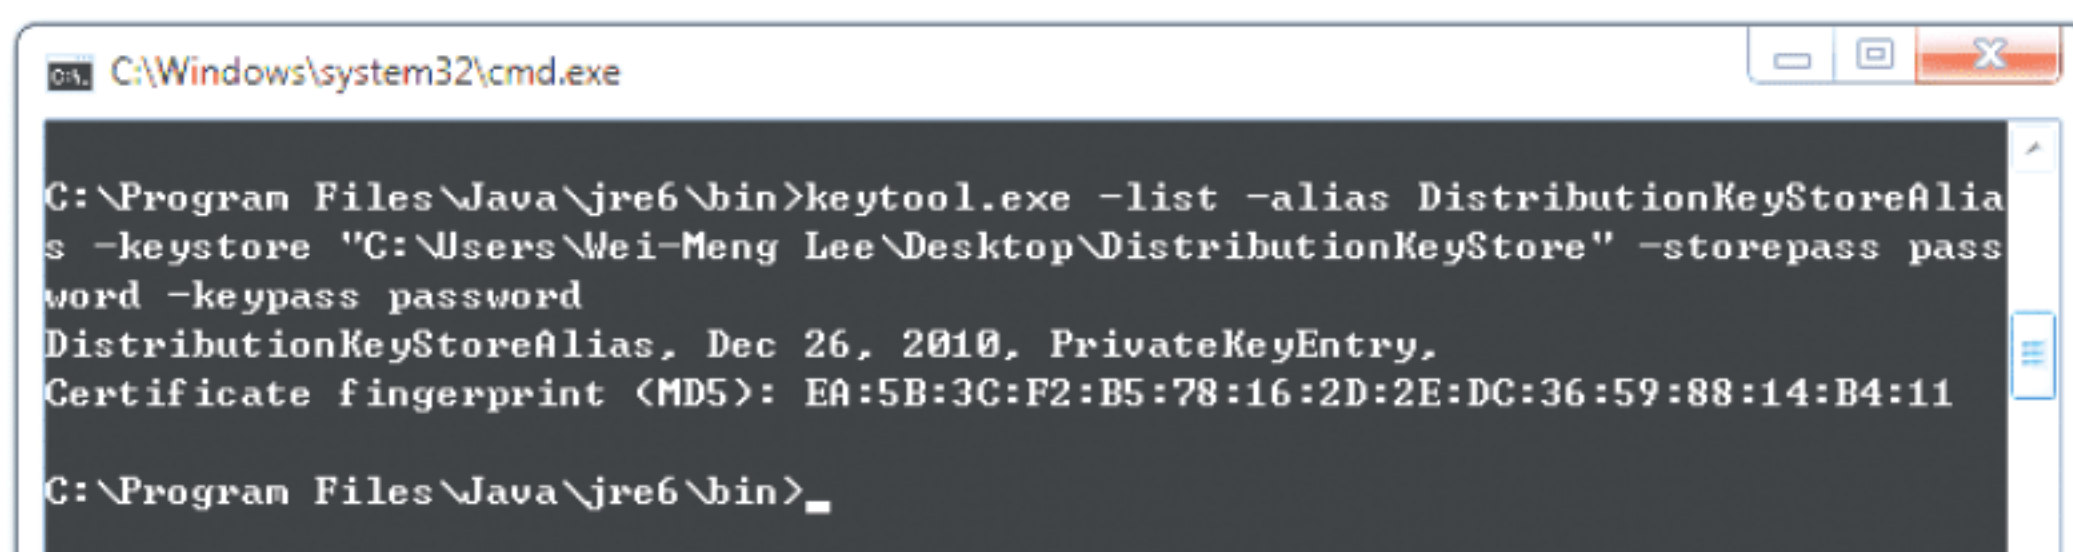 C:\Windows\system32\cmd.exe
C:\Program Files\Java\jre6\bin>keytool.exe -list -alias DistributionKeyStoreAlia
s -keystore "C:\Users\Wei-Meng Lee\Desktop\DistributionKeyStore" -storepass pass
word -keypass password
DistributionKeyStoreAlias, Dec 26, 2010, PrivateKeyEntry,
Certificate fingerprint (MD5): EA:5B:3C:F2:B5:78:16:2D:2E:DC:36:59:88:14:B4:11
C:\Program Files\Java\jre6\bin>